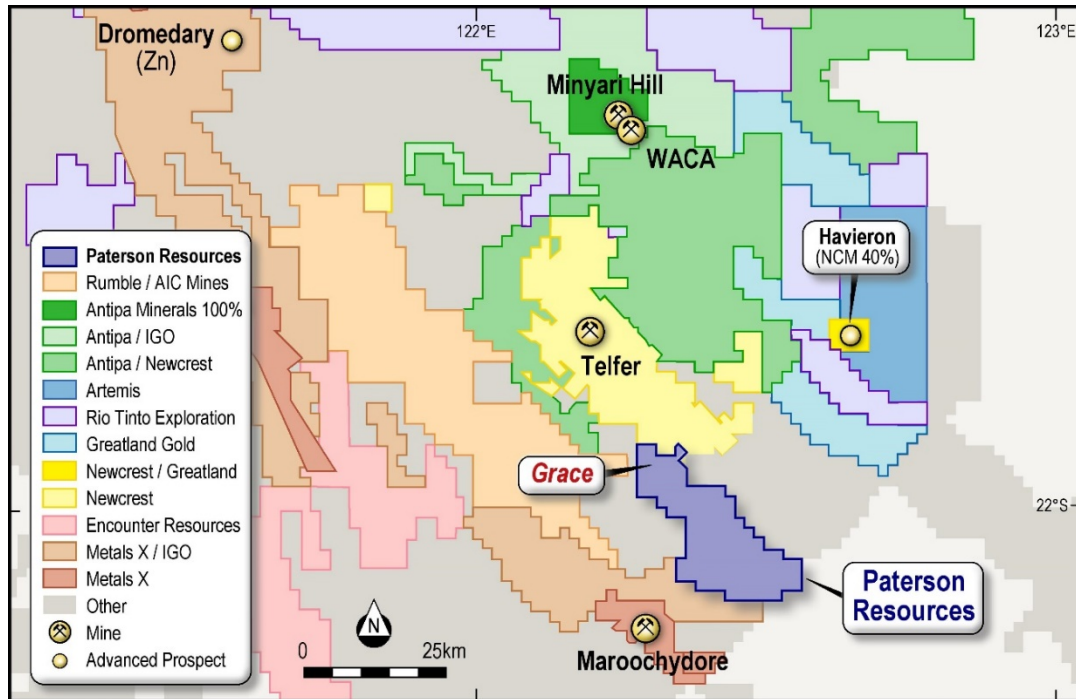 122°E
123°E
Dromedary
(Zn)
Minyari Hill
WACA
Havieron
(NCM 40%)
Telfer
Grace
22°S
Paterson
Resources
Maroochydore
Paterson Resources
Rumble / AIC Mines
Antipa Minerals 100%
Antipa / IGO
Antipa / Newcrest
Artemis
Rio Tinto Exploration
Greatland Gold
Newcrest / Greatland
Newcrest
Encounter Resources
Metals X / IGO
Metals X
Other
Mine
Advanced Prospect
N
0 25km